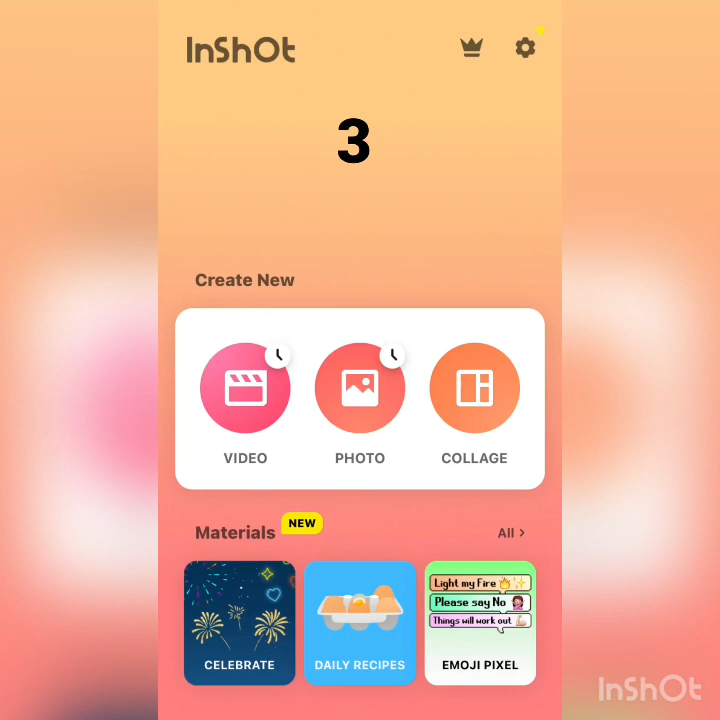 InShOt
3
Create New
VIDEO
PHOTO
COLLAGE
Materials
NEW
All >
Light my Fire 🔥✨
Please say No 🙅🏽‍♀️
Things will work out 💪🏼
CELEBRATE
DAILY RECIPES
EMOJI PIXEL
InShOt